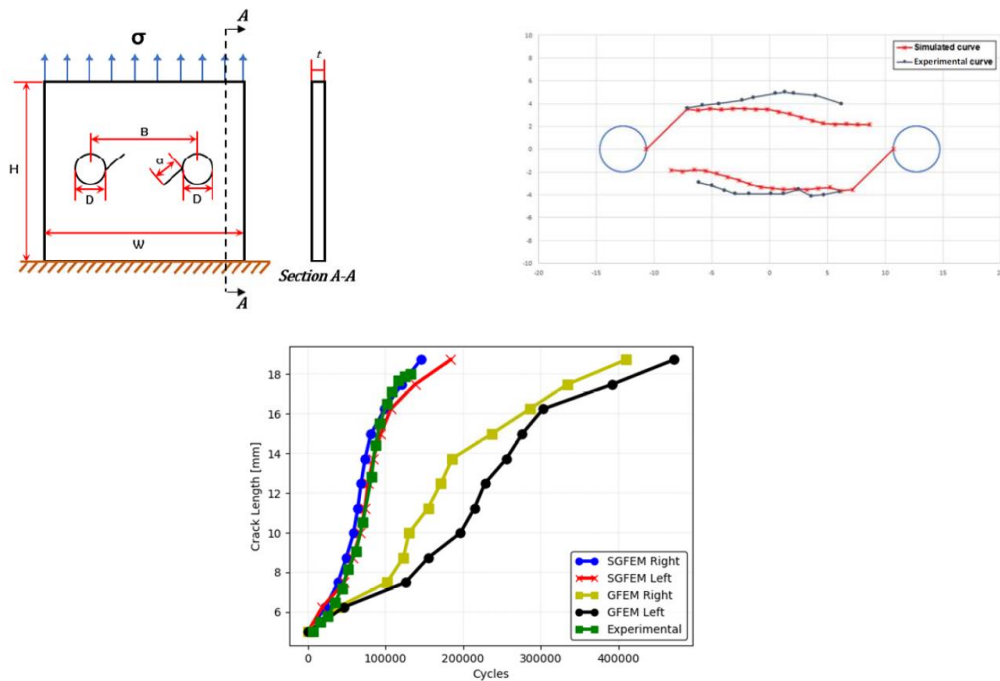 A
σ
t
B
H
α
D
D
W
Section A-A
A
Simulated curve
Experimental curve
10
8
6
4
2
0
-2
-4
-6
-8
-10
-20
-15
-10
-5
0
5
10
15
2
Crack Length [mm]
18
16
14
12
10
8
6
SGFEM Right
SGFEM Left
GFEM Right
GFEM Left
Experimental
0
100000
200000
300000
400000
Cycles